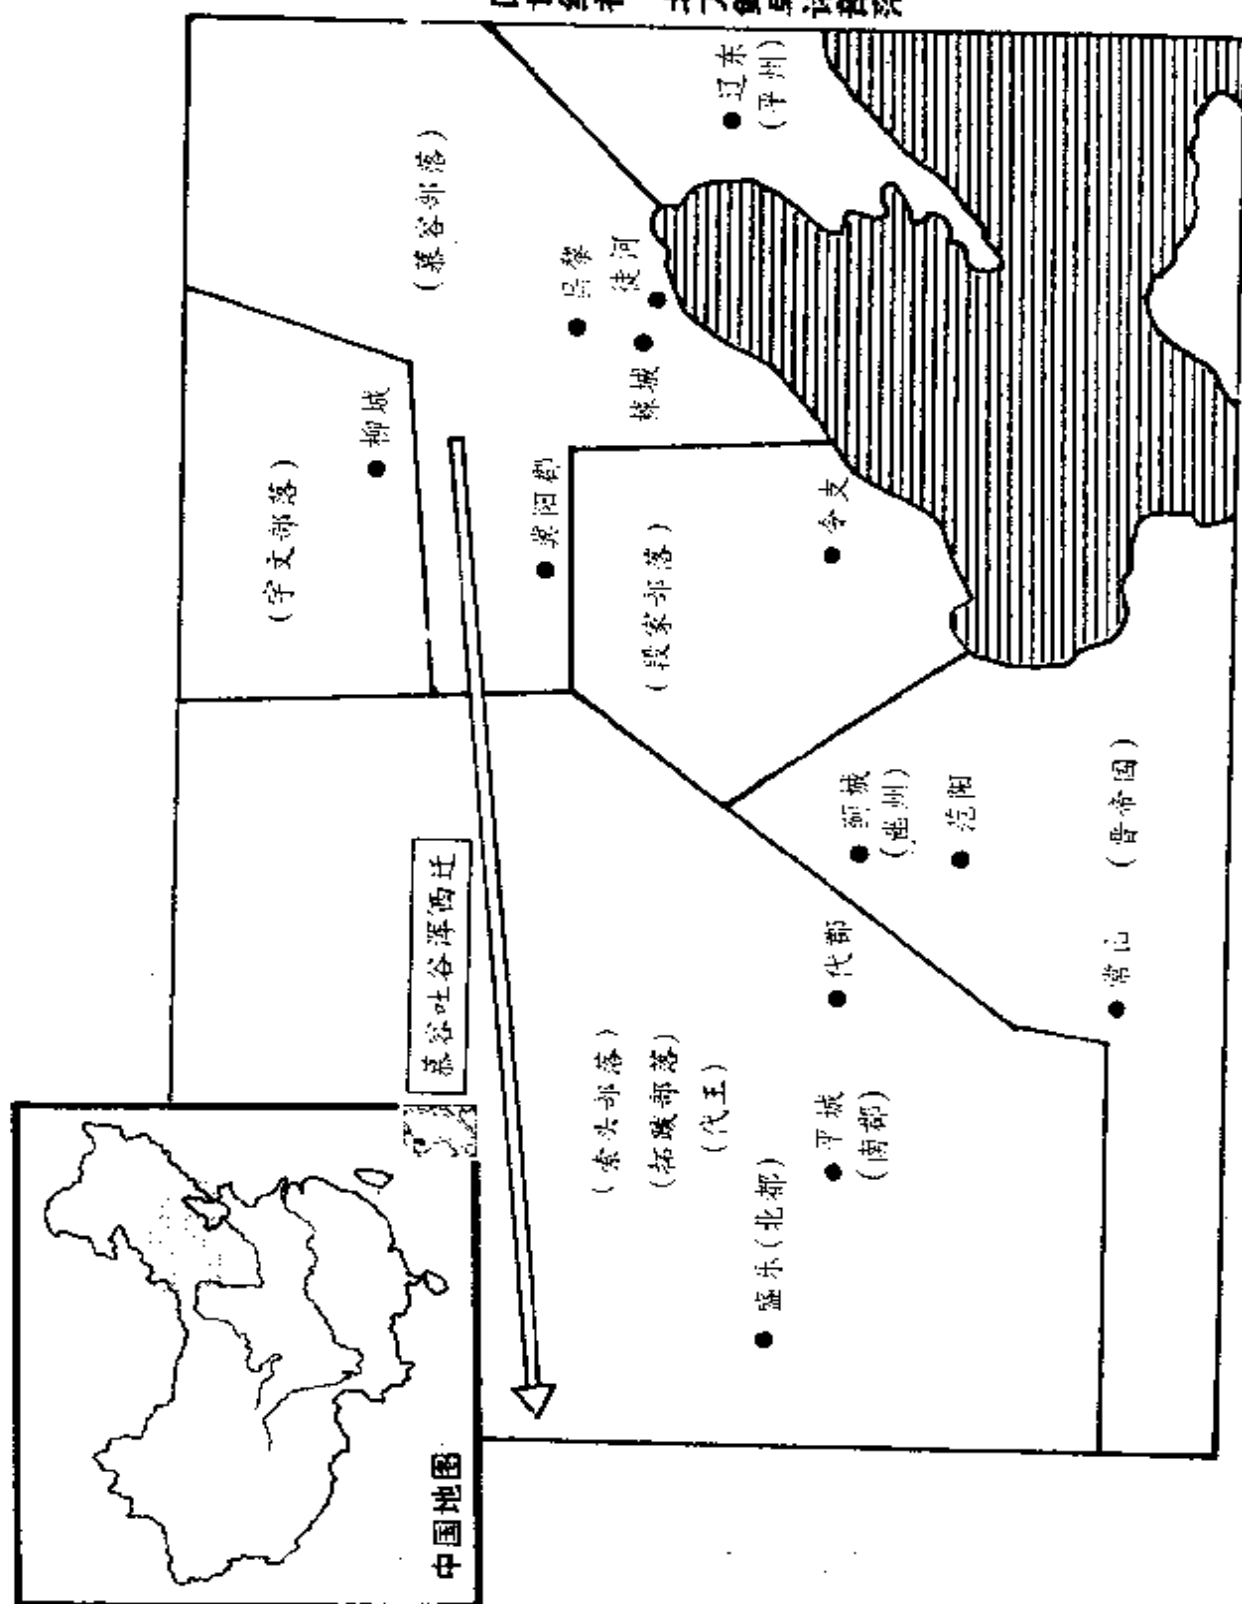 中国地图
慕容吐谷浑西迁
(宇文部落)
柳城
(慕容部落)
冀阳郡
昌黎
徒河
棘城
辽东
(平州)
(段家部落)
令支
(索头部落)
(拓跋部落)
(代王)
盛乐(北都)
平城
(南都)
代郡
蓟城
(幽州)
范阳
常山
(晋帝国)